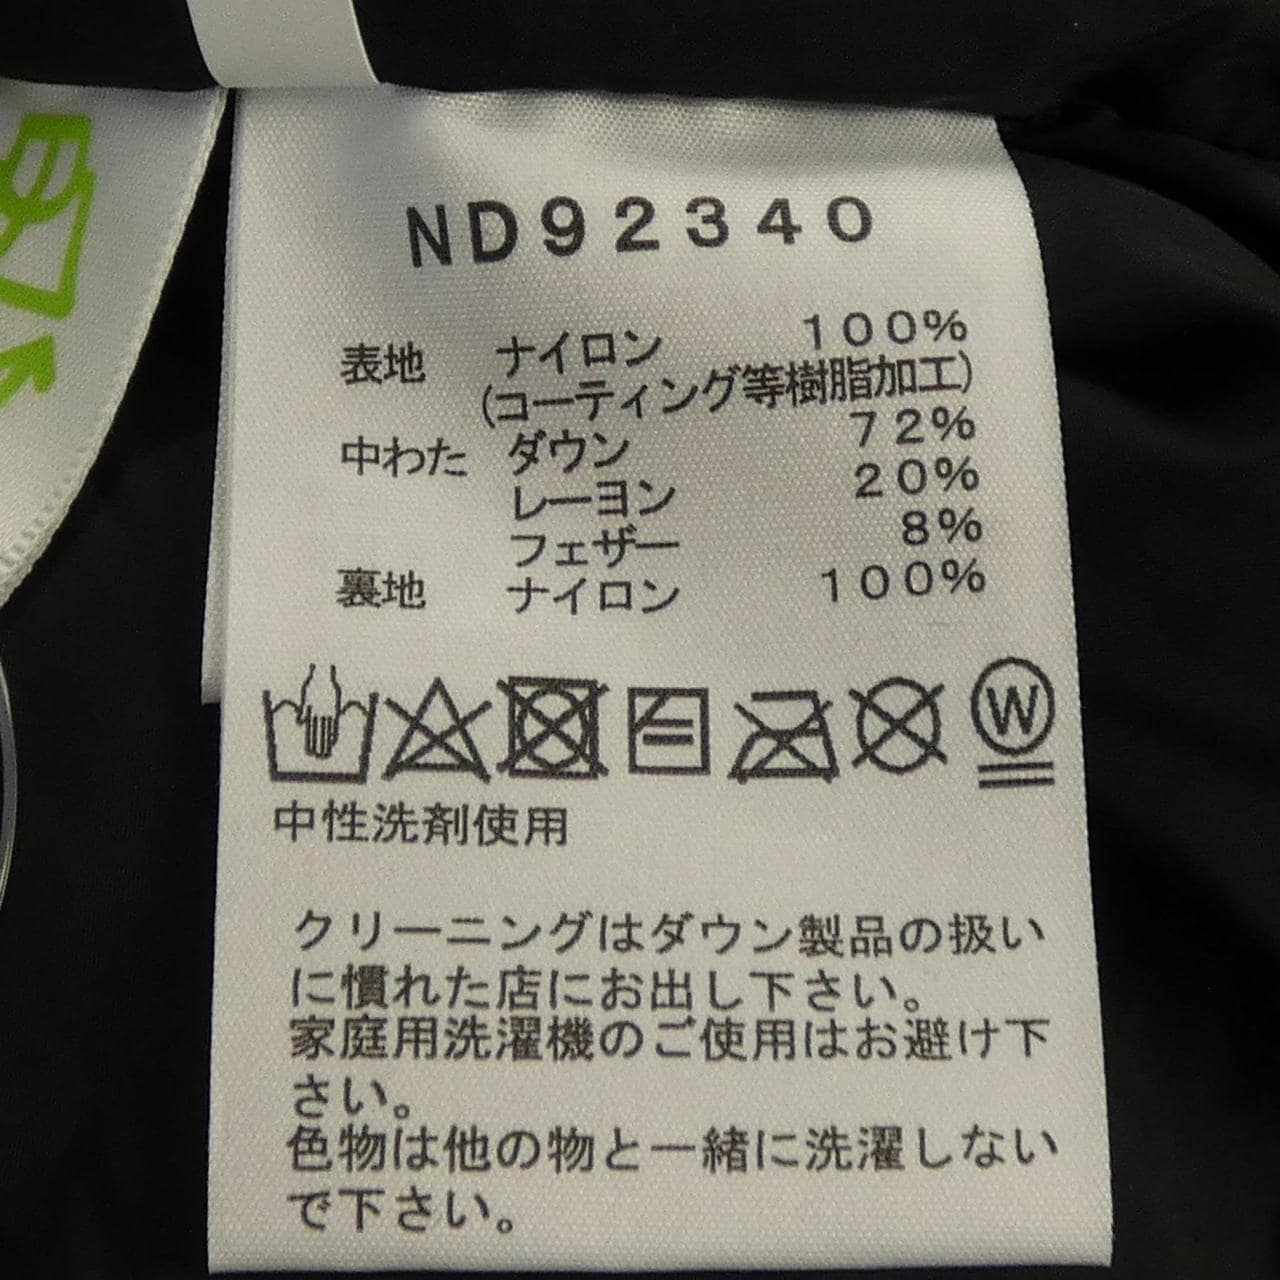 ND92340
表地 ナイロン 100%
(コーティング等樹脂加工)
中わた ダウン 72%
レーヨン 20%
フェザー 8%
裏地 ナイロン 100%
W
中性洗剤使用
クリーニングはダウン製品の扱い
に慣れた店にお出し下さい。
家庭用洗濯機のご使用はお避け下
さい。
色物は他の物と一緒に洗濯しない
で下さい。